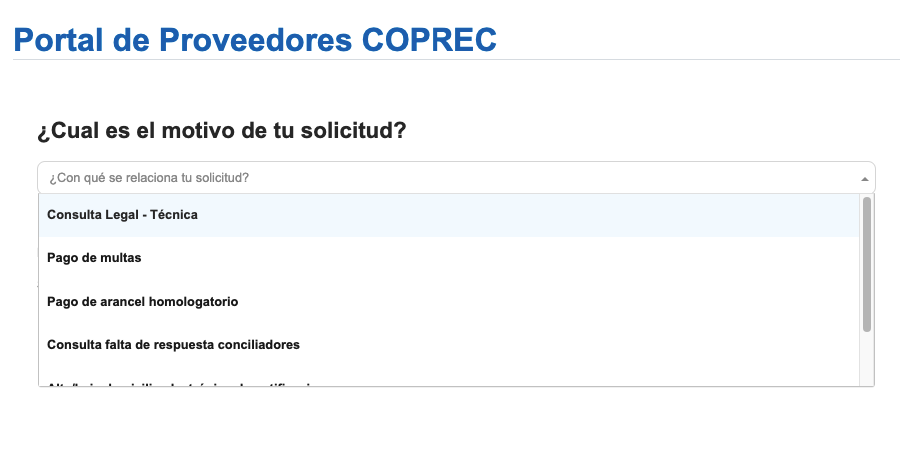 Portal de Proveedores COPREC
¿Cual es el motivo de tu solicitud?
¿Con qué se relaciona tu solicitud?
Consulta Legal - Técnica
Pago de multas
Pago de arancel homologatorio
Consulta falta de respuesta conciliadores